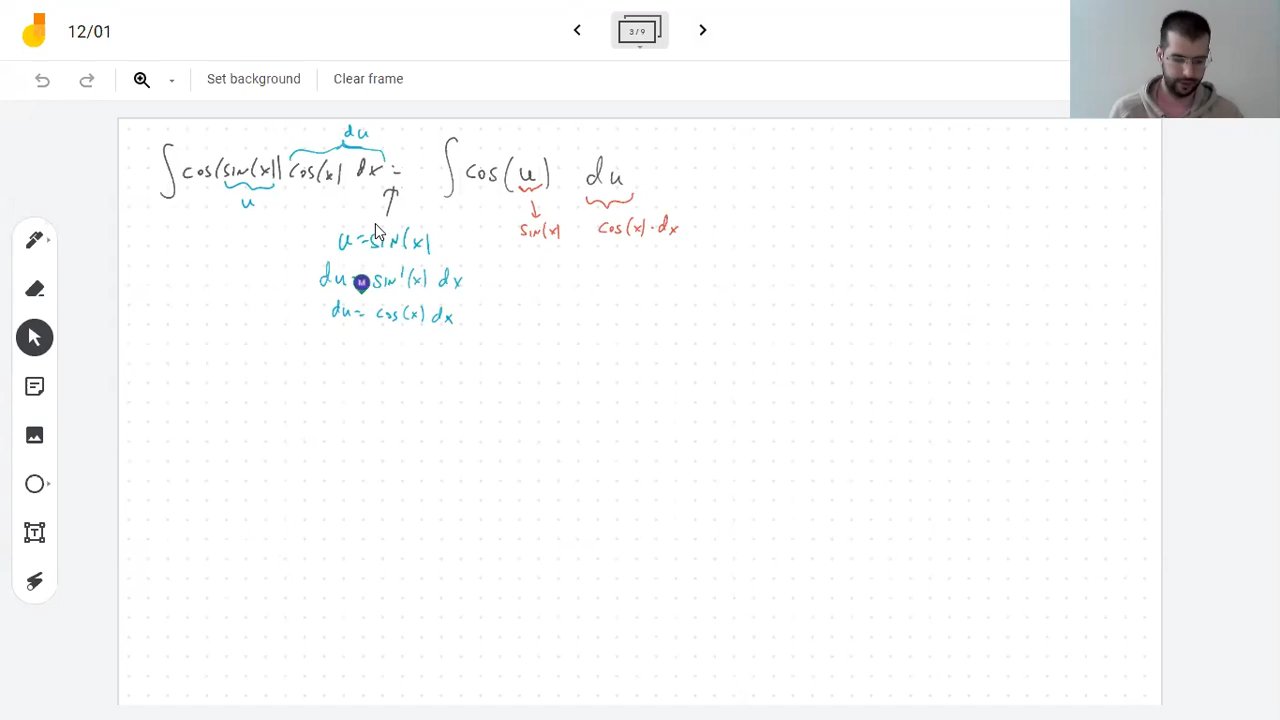 12/01
3 / 9
Set background
Clear frame
du
∫ cos(sin(x)) cos(x) dx = ∫ cos(u) du
u
sin(x)
cos(x) · dx
u = sin(x)
du = sin'(x) dx
M
du = cos(x) dx
T